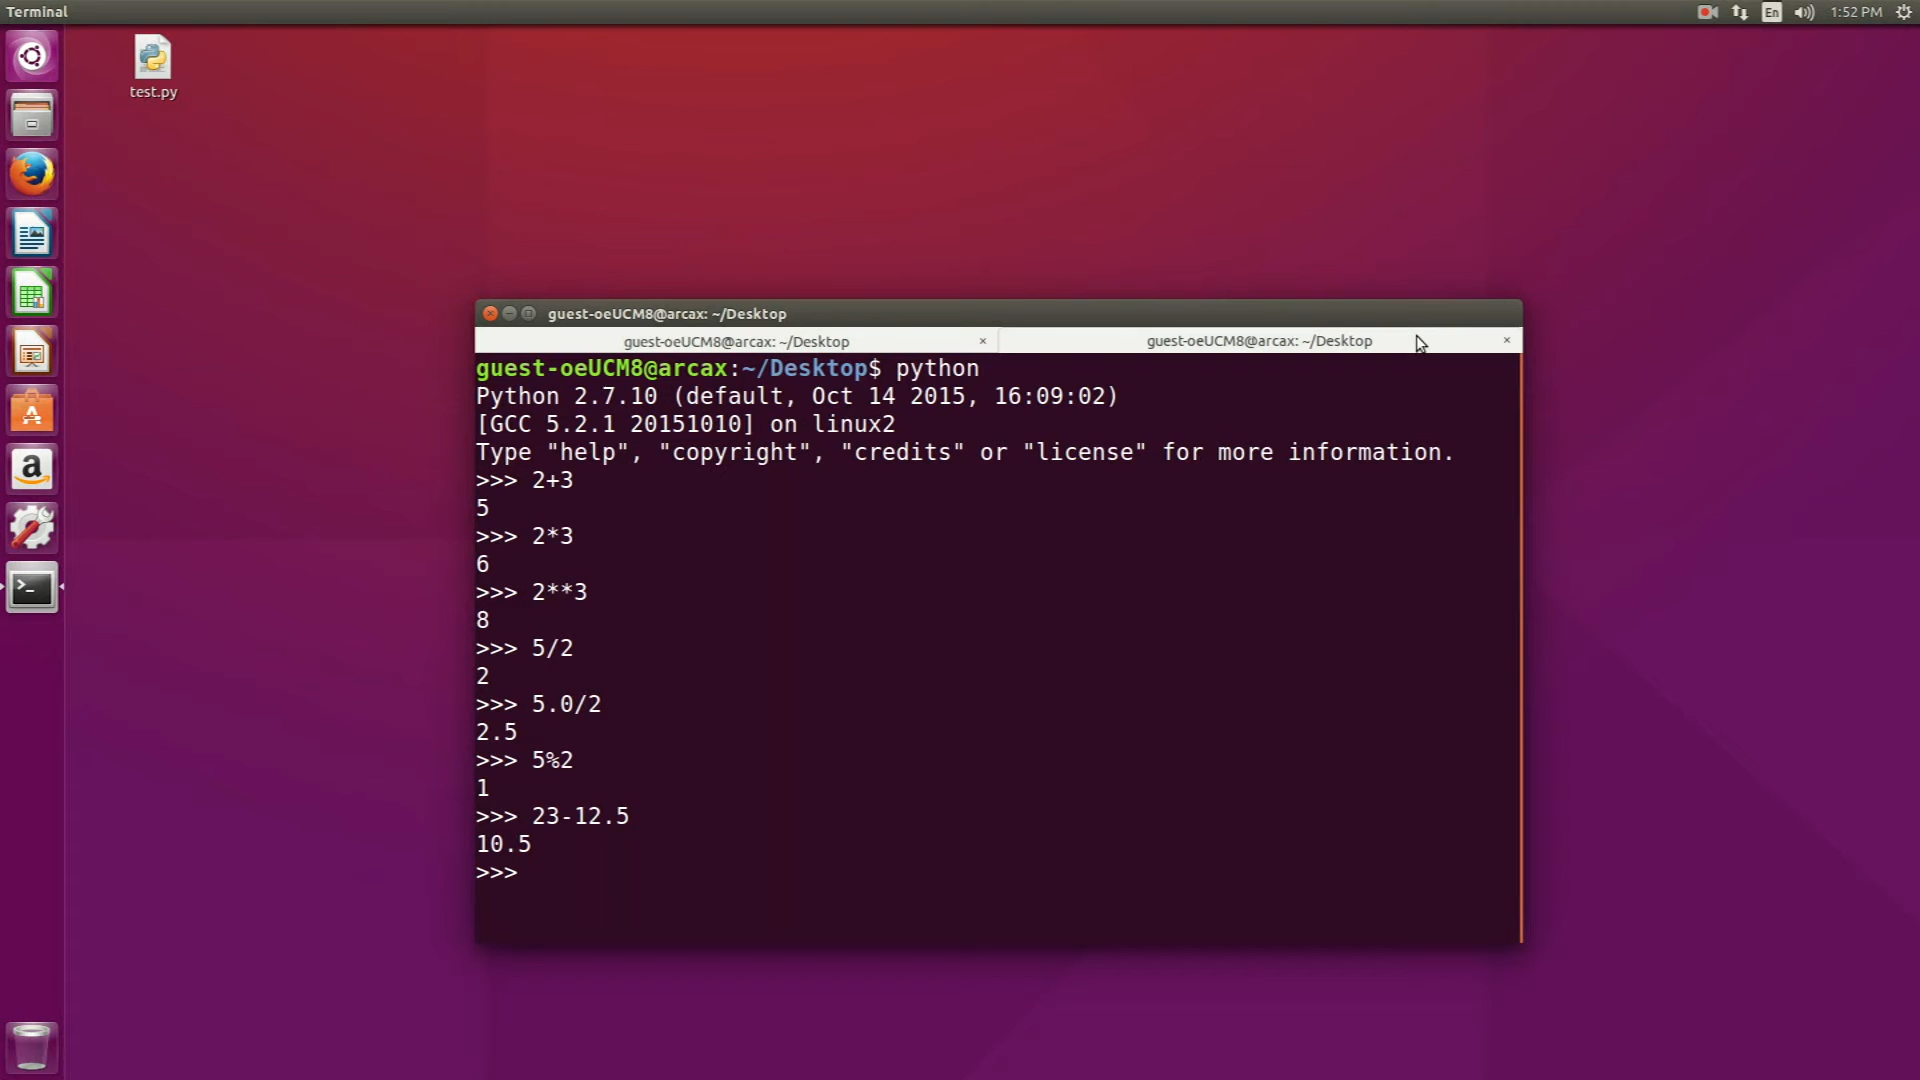 Terminal
En
1:52 PM
test.py
guest-oeUCM8@arcax: ~/Desktop
guest-oeUCM8@arcax: ~/Desktop × guest-oeUCM8@arcax: ~/Desktop ×
guest-oeUCM8@arcax:~/Desktop$ python
Python 2.7.10 (default, Oct 14 2015, 16:09:02)
[GCC 5.2.1 20151010] on linux2
Type "help", "copyright", "credits" or "license" for more information.
>>> 2+3
5
>>> 2*3
6
>>> 2**3
8
>>> 5/2
2
>>> 5.0/2
2.5
>>> 5%2
1
>>> 23-12.5
10.5
>>>